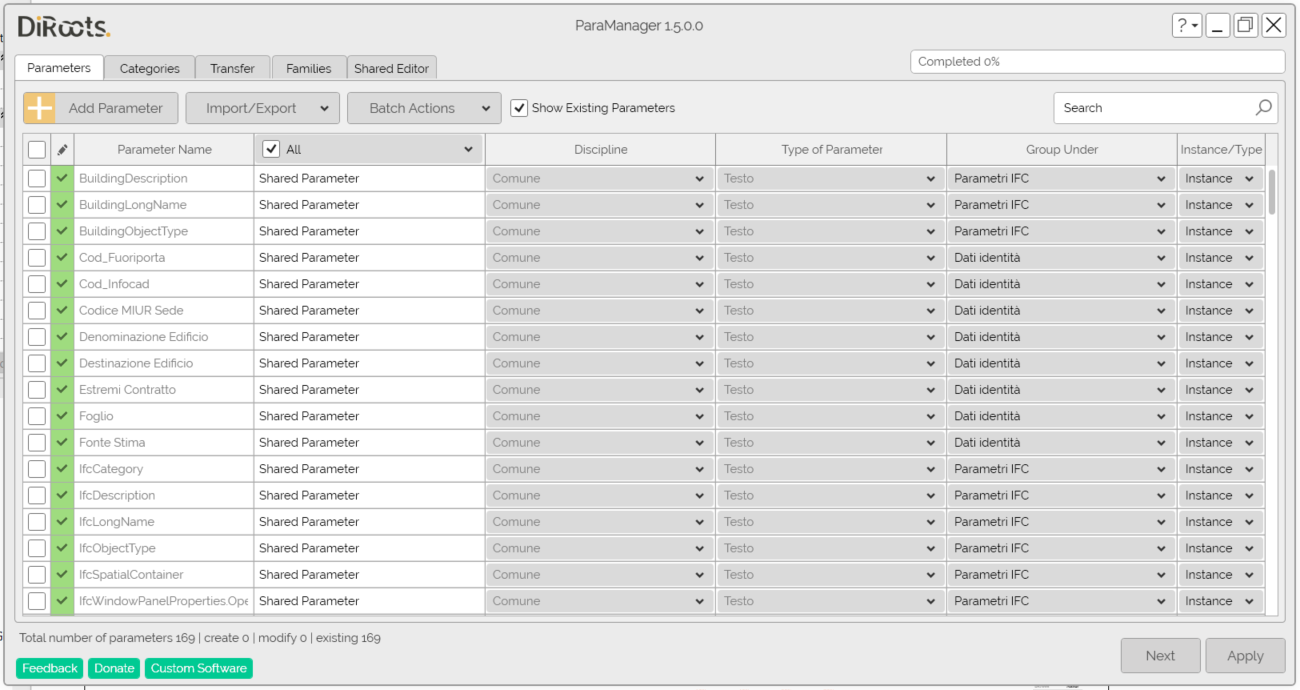 DiRoots.
ParaManager 1.5.0.0
?
Parameters Categories Transfer Families Shared Editor
Completed 0%
Add Parameter Import/Export Batch Actions Show Existing Parameters Search
Parameter Name All Discipline Type of Parameter Group Under Instance/Type
BuildingDescription Shared Parameter Comune Testo Parametri IFC Instance
BuildingLongName Shared Parameter Comune Testo Parametri IFC Instance
BuildingObjectType Shared Parameter Comune Testo Parametri IFC Instance
Cod_Fuoriporta Shared Parameter Comune Testo Dati identità Instance
Cod_Infocad Shared Parameter Comune Testo Dati identità Instance
Codice MIUR Sede Shared Parameter Comune Testo Dati identità Instance
Denominazione Edificio Shared Parameter Comune Testo Dati identità Instance
Destinazione Edificio Shared Parameter Comune Testo Dati identità Instance
Estremi Contratto Shared Parameter Comune Testo Dati identità Instance
Foglio Shared Parameter Comune Testo Dati identità Instance
Fonte Stima Shared Parameter Comune Testo Dati identità Instance
IfcCategory Shared Parameter Comune Testo Parametri IFC Instance
IfcDescription Shared Parameter Comune Testo Parametri IFC Instance
IfcLongName Shared Parameter Comune Testo Parametri IFC Instance
IfcObjectType Shared Parameter Comune Testo Parametri IFC Instance
IfcSpatialContainer Shared Parameter Comune Testo Parametri IFC Instance
IfcWindowPanelProperties.Ope Shared Parameter Comune Testo Parametri IFC Instance
Total number of parameters 169 | create 0 | modify 0 | existing 169
Feedback Donate Custom Software Next Apply